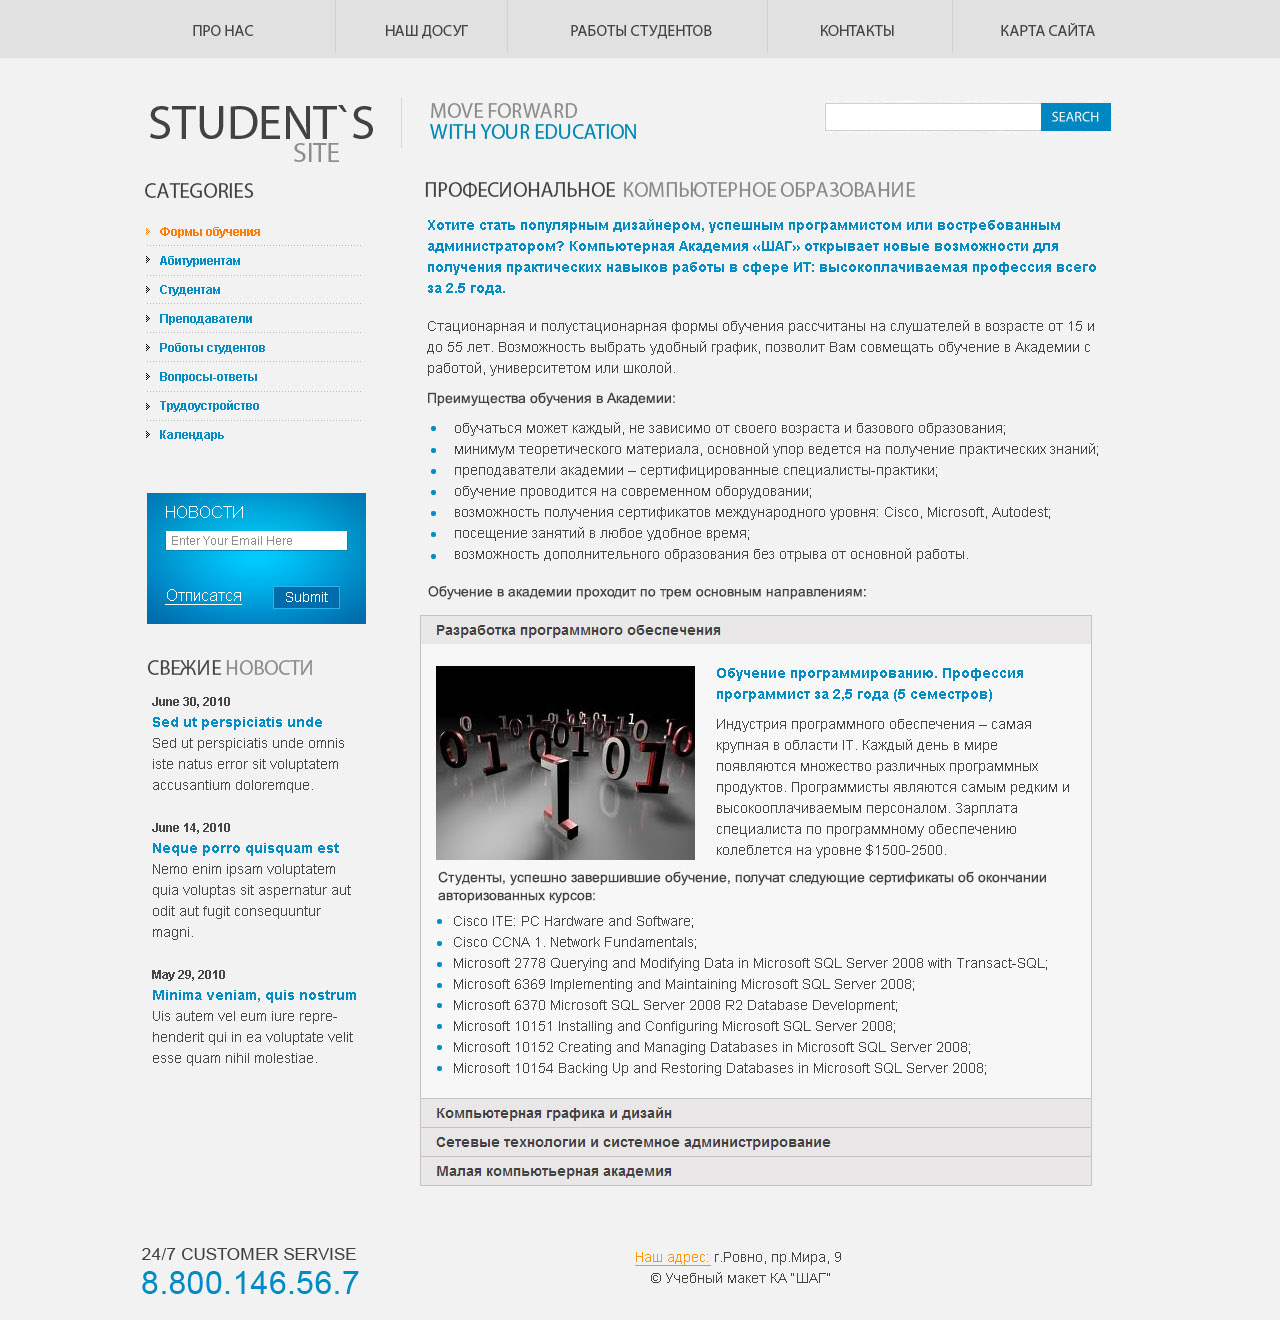 ПРО НАС
НАШ ДОСУГ
РАБОТЫ СТУДЕНТОВ
КОНТАКТЫ
КАРТА САЙТА
STUDENT`S
SITE
MOVE FORWARD
WITH YOUR EDUCATION
SEARCH
CATEGORIES
Формы обучения
Абитуриентам
Студентам
Преподаватели
Роботы студентов
Вопросы-ответы
Трудоустройство
Календарь
НОВОСТИ
Enter Your Email Here
Отписатся
Submit
СВЕЖИЕ НОВОСТИ
June 30, 2010
Sed ut perspiciatis unde
Sed ut perspiciatis unde omnis
iste natus error sit voluptatem
accusantium doloremque.
June 14, 2010
Neque porro quisquam est
Nemo enim ipsam voluptatem
quia voluptas sit aspernatur aut
odit aut fugit consequuntur
magni.
May 29, 2010
Minima veniam, quis nostrum
Uis autem vel eum iure repre-
henderit qui in ea voluptate velit
esse quam nihil molestiae.
ПРОФЕСИОНАЛЬНОЕ КОМПЬЮТЕРНОЕ ОБРАЗОВАНИЕ
Хотите стать популярным дизайнером, успешным программистом или востребованным
администратором? Компьютерная Академия «ШАГ» открывает новые возможности для
получения практических навыков работы в сфере ИТ: высокоплачиваемая профессия всего
за 2.5 года.
Стационарная и полустационарная формы обучения рассчитаны на слушателей в возрасте от 15 и
до 55 лет. Возможность выбрать удобный график, позволит Вам совмещать обучение в Академии с
работой, университетом или школой.
Преимущества обучения в Академии:
обучаться может каждый, не зависимо от своего возраста и базового образования;
минимум теоретического материала, основной упор ведется на получение практических знаний;
преподаватели академии – сертифицированные специалисты-практики;
обучение проводится на современном оборудовании;
возможность получения сертификатов международного уровня: Cisco, Microsoft, Autodest;
посещение занятий в любое удобное время;
возможность дополнительного образования без отрыва от основной работы.
Обучение в академии проходит по трем основным направлениям:
Разработка программного обеспечения
Обучение программированию. Профессия
программист за 2,5 года (5 семестров)
Индустрия программного обеспечения – самая
крупная в области IT. Каждый день в мире
появляются множество различных программных
продуктов. Программисты являются самым редким и
высокооплачиваемым персоналом. Зарплата
специалиста по программному обеспечению
колеблется на уровне $1500-2500.
Студенты, успешно завершившие обучение, получат следующие сертификаты об окончании
авторизованных курсов:
Cisco ITE: PC Hardware and Software;
Cisco CCNA 1. Network Fundamentals;
Microsoft 2778 Querying and Modifying Data in Microsoft SQL Server 2008 with Transact-SQL;
Microsoft 6369 Implementing and Maintaining Microsoft SQL Server 2008;
Microsoft 6370 Microsoft SQL Server 2008 R2 Database Development;
Microsoft 10151 Installing and Configuring Microsoft SQL Server 2008;
Microsoft 10152 Creating and Managing Databases in Microsoft SQL Server 2008;
Microsoft 10154 Backing Up and Restoring Databases in Microsoft SQL Server 2008;
Компьютерная графика и дизайн
Сетевые технологии и системное администрирование
Малая компьютьерная академия
24/7 CUSTOMER SERVISE
8.800.146.56.7
Наш адрес: г.Ровно, пр.Мира, 9
© Учебный макет КА "ШАГ"